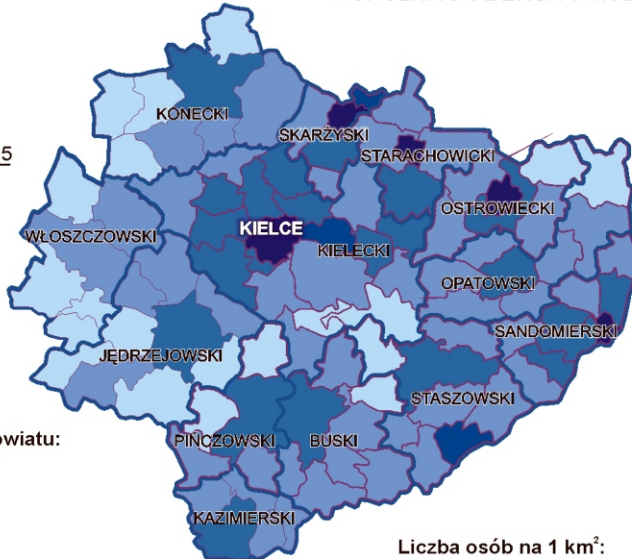 KONECKI
SKARŻYSKI
5
STARACHOWICKI
OSTROWIECKI
WŁOSZCZOWSKI
KIELCE
KIELECKI
OPATOWSKI
SANDOMIERSKI
JĘDRZEJOWSKI
STASZOWSKI
owiatu:
PIŃCZOWSKI
BUSKI
KAZIMIERSKI
Liczba osób na 1 km²: